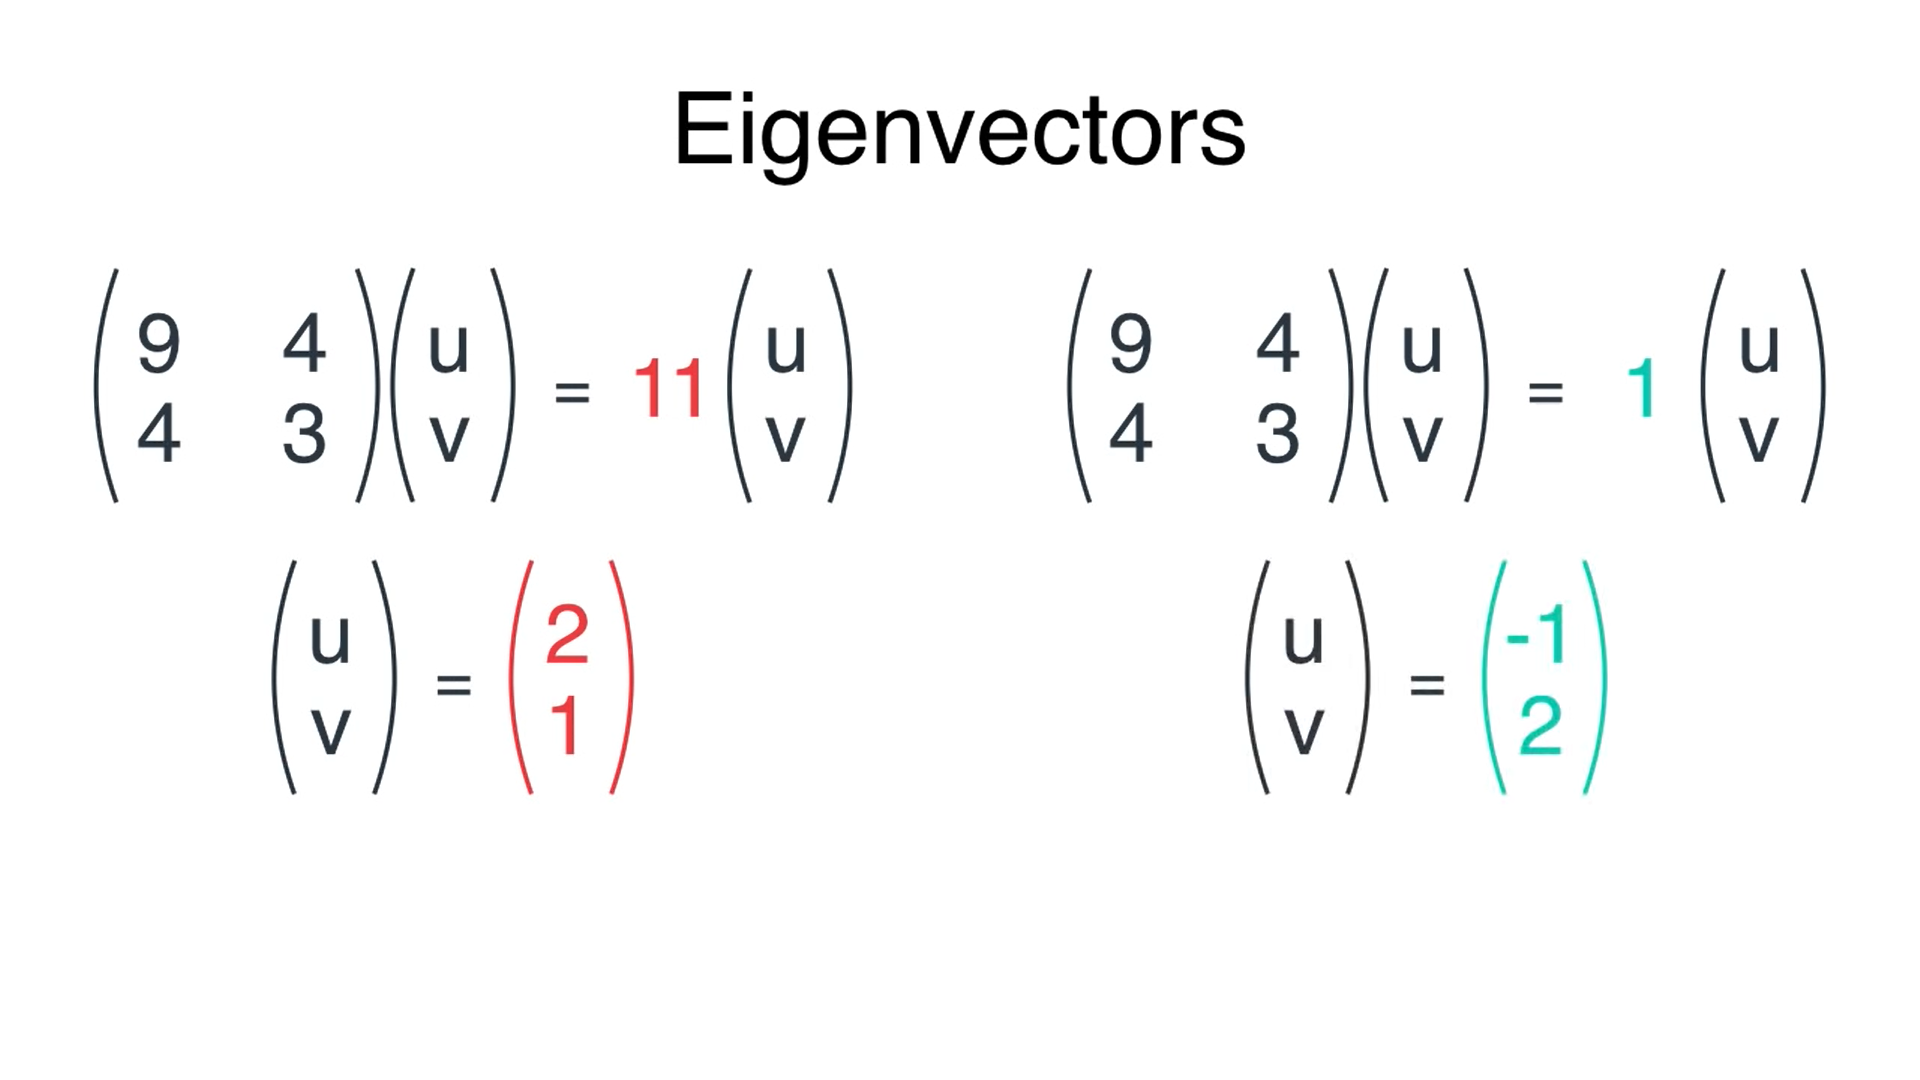 Eigenvectors
9 4 u = 11 u
4 3 v v
9 4 u = 1 u
4 3 v v
u = 2
v 1
u = -1
v 2